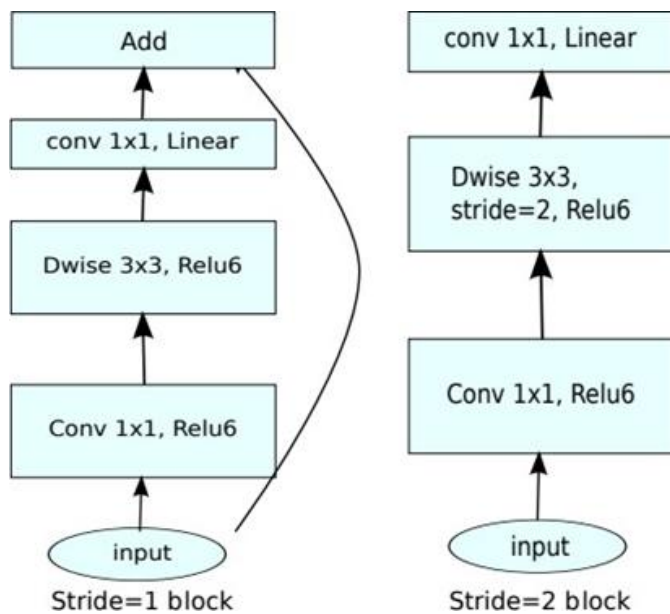 Add
conv 1x1, Linear
Dwise 3x3, Relu6
Conv 1x1, Relu6
input
Stride=1 block
conv 1x1, Linear
Dwise 3x3,
stride=2, Relu6
Conv 1x1, Relu6
input
Stride=2 block